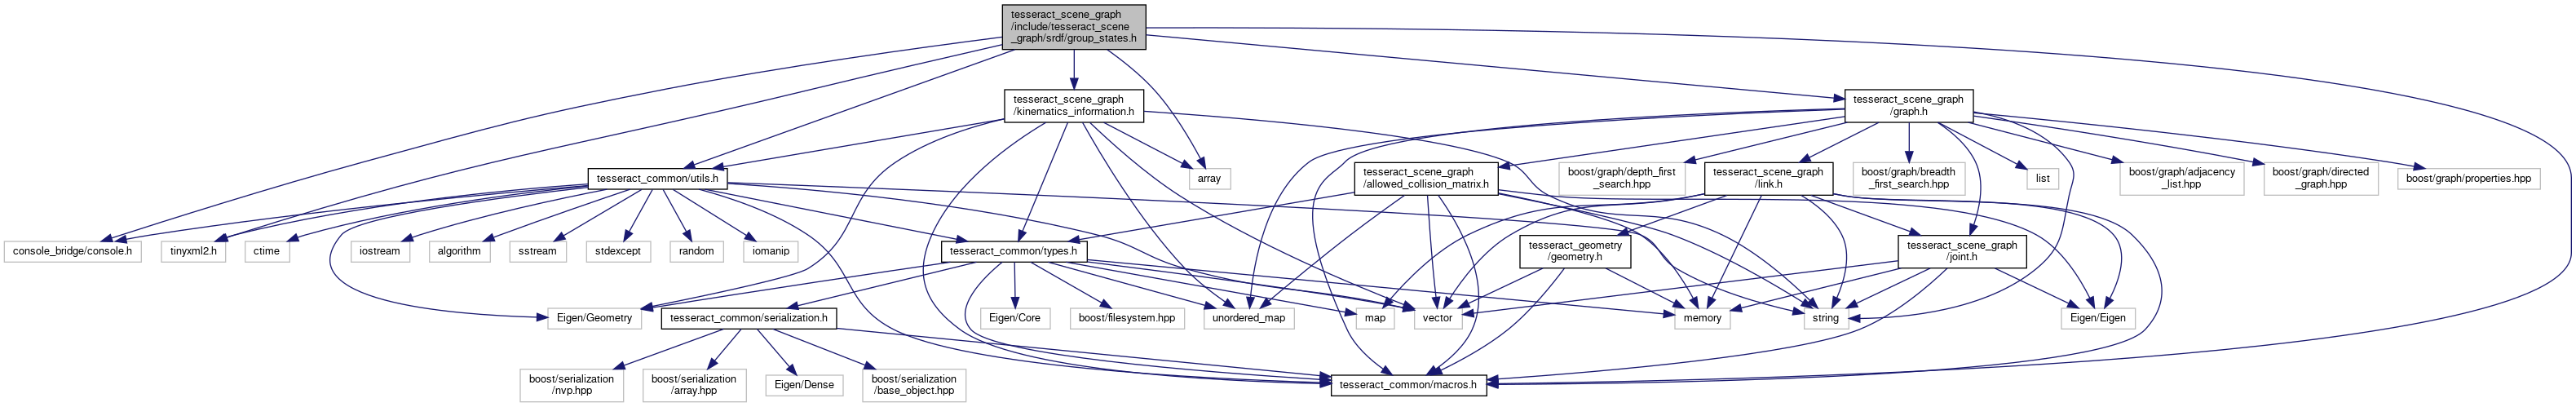 tesseract_scene_graph
/include/tesseract_scene
_graph/srdf/group_states.h
tesseract_scene_graph
/kinematics_information.h
tesseract_scene_graph
/graph.h
tesseract_common/utils.h
array
tesseract_scene_graph
/allowed_collision_matrix.h
boost/graph/depth_first
_search.hpp
tesseract_scene_graph
/link.h
boost/graph/breadth
_first_search.hpp
list
boost/graph/adjacency
_list.hpp
boost/graph/directed
_graph.hpp
boost/graph/properties.hpp
console_bridge/console.h
tinyxml2.h
ctime
iostream
algorithm
sstream
stdexcept
random
iomanip
tesseract_common/types.h
tesseract_geometry
/geometry.h
tesseract_scene_graph
/joint.h
Eigen/Geometry
tesseract_common/serialization.h
Eigen/Core
boost/filesystem.hpp
unordered_map
map
vector
memory
string
Eigen/Eigen
boost/serialization
/nvp.hpp
boost/serialization
/array.hpp
Eigen/Dense
boost/serialization
/base_object.hpp
tesseract_common/macros.h